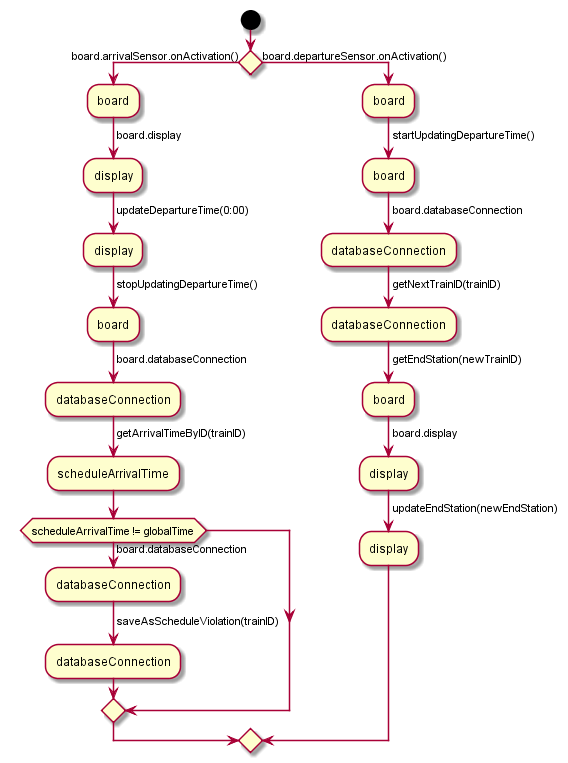 board.arrivalSensor.onActivation()
board.departureSensor.onActivation()
board
board.display
display
updateDepartureTime(0:00)
display
stopUpdatingDepartureTime()
board
board.databaseConnection
databaseConnection
getArrivalTimeByID(trainID)
scheduleArrivalTime
scheduleArrivalTime != globalTime
board.databaseConnection
databaseConnection
saveAsScheduleViolation(trainID)
databaseConnection
board
startUpdatingDepartureTime()
board
board.databaseConnection
databaseConnection
getNextTrainID(trainID)
databaseConnection
getEndStation(newTrainID)
board
board.display
display
updateEndStation(newEndStation)
display